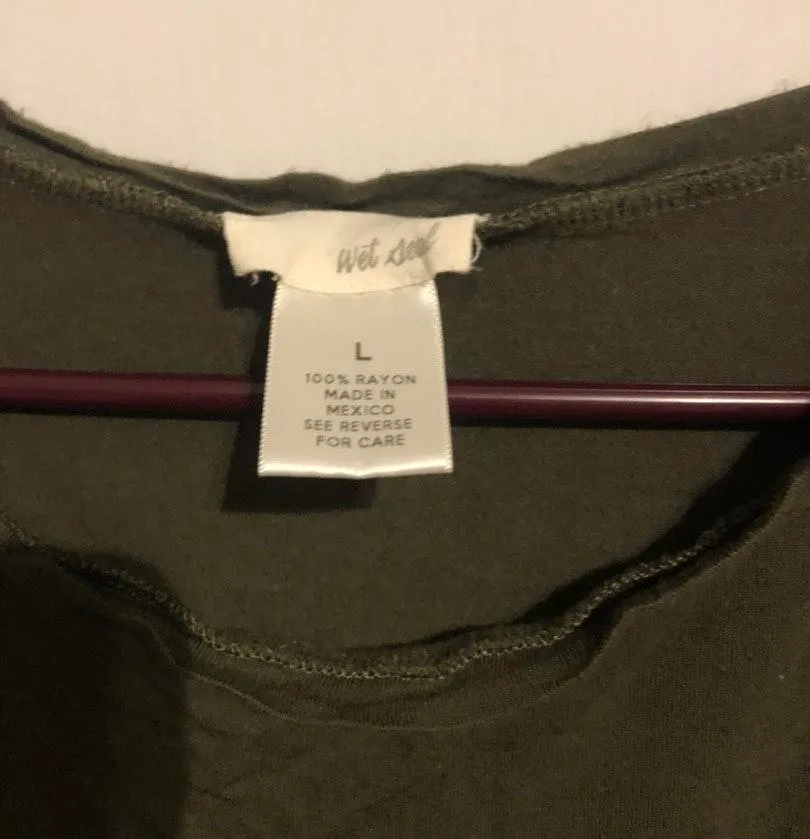 wet seal
L
100% RAYON
MADE IN
MEXICO
SEE REVERSE
FOR CARE